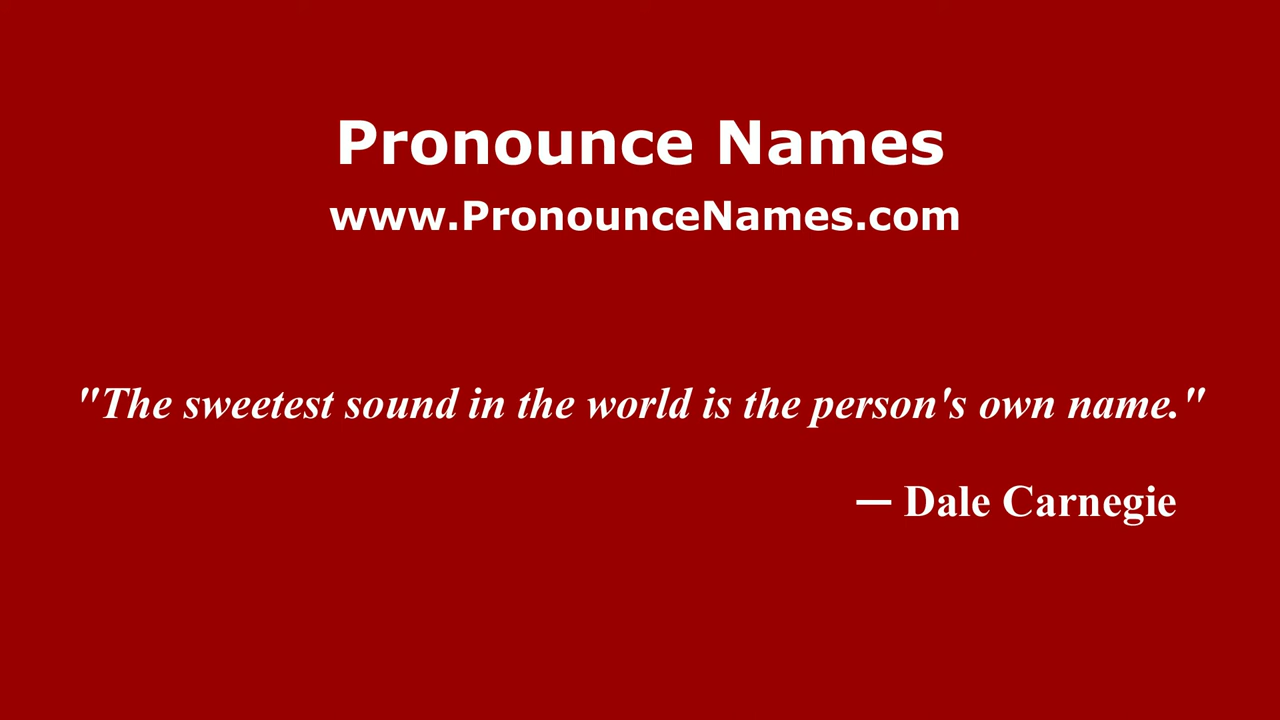 Pronounce Names
www.PronounceNames.com
"The sweetest sound in the world is the person's own name."
— Dale Carnegie